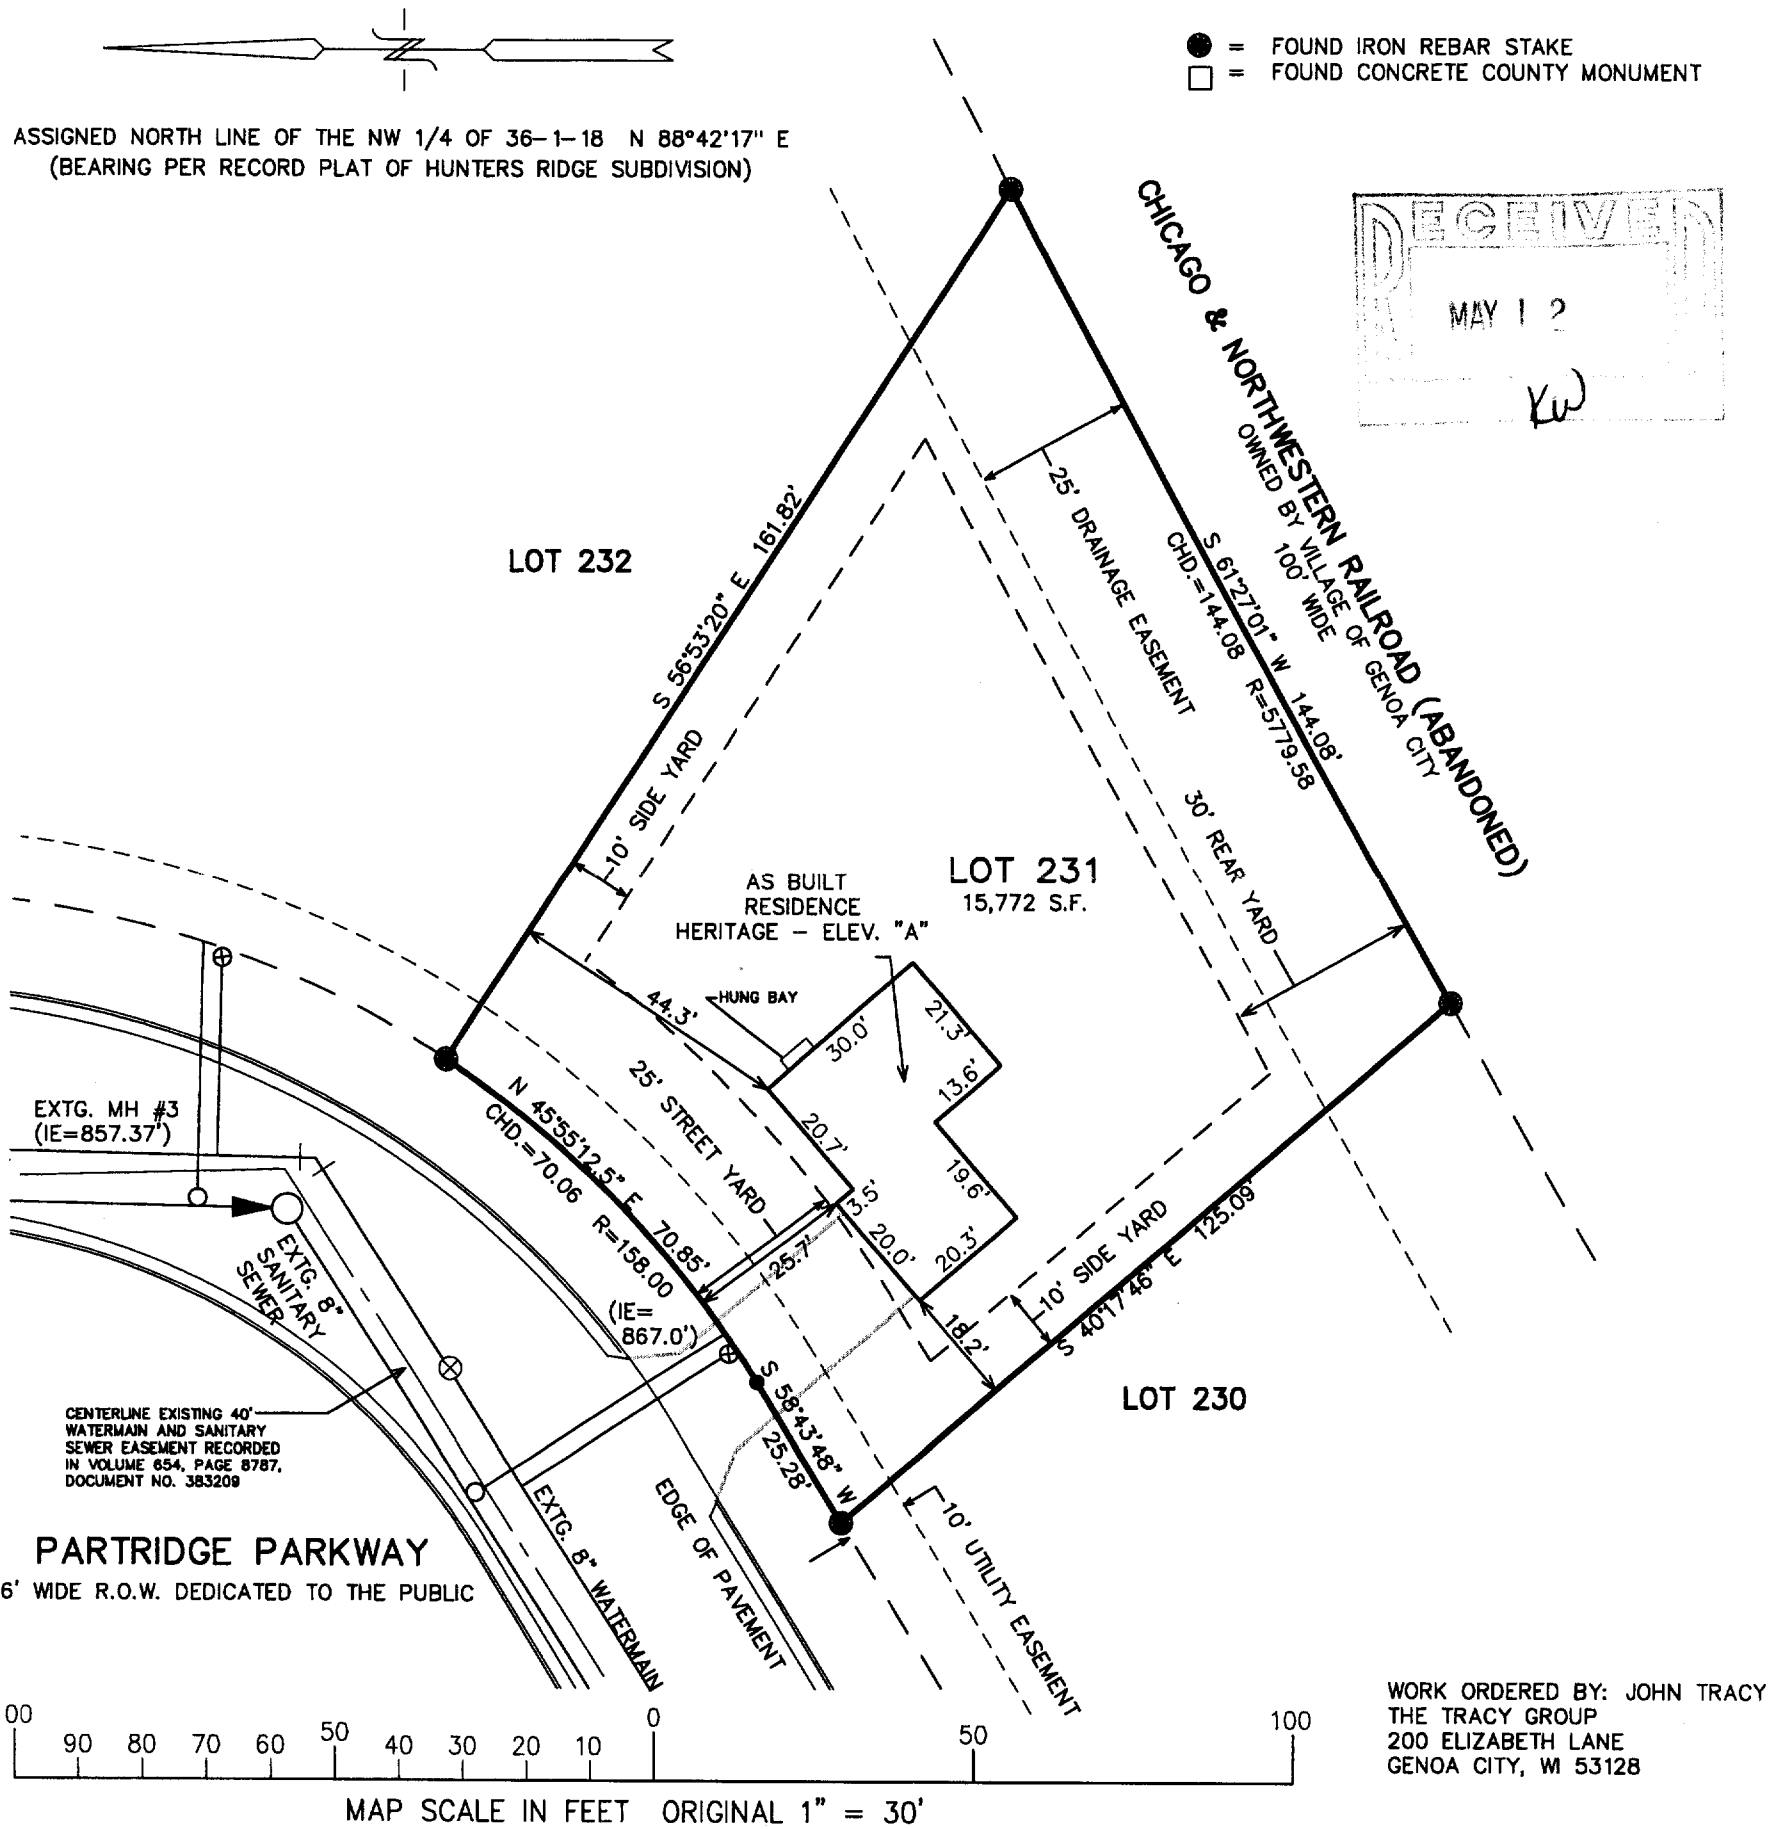 = FOUND IRON REBAR STAKE
= FOUND CONCRETE COUNTY MONUMENT
ASSIGNED NORTH LINE OF THE NW 1/4 OF 36-1-18 N 88°42'17" E
(BEARING PER RECORD PLAT OF HUNTERS RIDGE SUBDIVISION)
RECEIVED
MAY 12
KW
CHICAGO & NORTHWESTERN RAILROAD (ABANDONED)
OWNED BY VILLAGE OF GENOA CITY
100' WIDE
S 61°27'01" W 144.08'
CHD.=144.08 R=5779.58
25' DRAINAGE EASEMENT
30' REAR YARD
LOT 232
S 56°53'20" E 161.82'
10' SIDE YARD
LOT 231
15,772 S.F.
AS BUILT
RESIDENCE
HERITAGE - ELEV. "A"
HUNG BAY
44.3'
30.0'
21.3'
13.6'
20.7'
19.6'
3.5'
20.0'
20.3'
25' STREET YARD
25.7'
18.2'
N 45°55'12.5" E 70.85'
CHD.=70.06 R=158.00
(IE=
867.0')
10' SIDE YARD
S 40°17'46" E 125.09'
LOT 230
S 58°43'48" W
25.28'
10' UTILITY EASEMENT
EXTG. MH #3
(IE=857.37')
EXTG. 8"
SANITARY
SEWER
CENTERLINE EXISTING 40'
WATERMAIN AND SANITARY
SEWER EASEMENT RECORDED
IN VOLUME 654, PAGE 8787,
DOCUMENT NO. 383209
EXTG. 8" WATERMAIN
EDGE OF PAVEMENT
PARTRIDGE PARKWAY
6' WIDE R.O.W. DEDICATED TO THE PUBLIC
00 90 80 70 60 50 40 30 20 10 0 50 100
MAP SCALE IN FEET ORIGINAL 1" = 30'
WORK ORDERED BY: JOHN TRACY
THE TRACY GROUP
200 ELIZABETH LANE
GENOA CITY, WI 53128